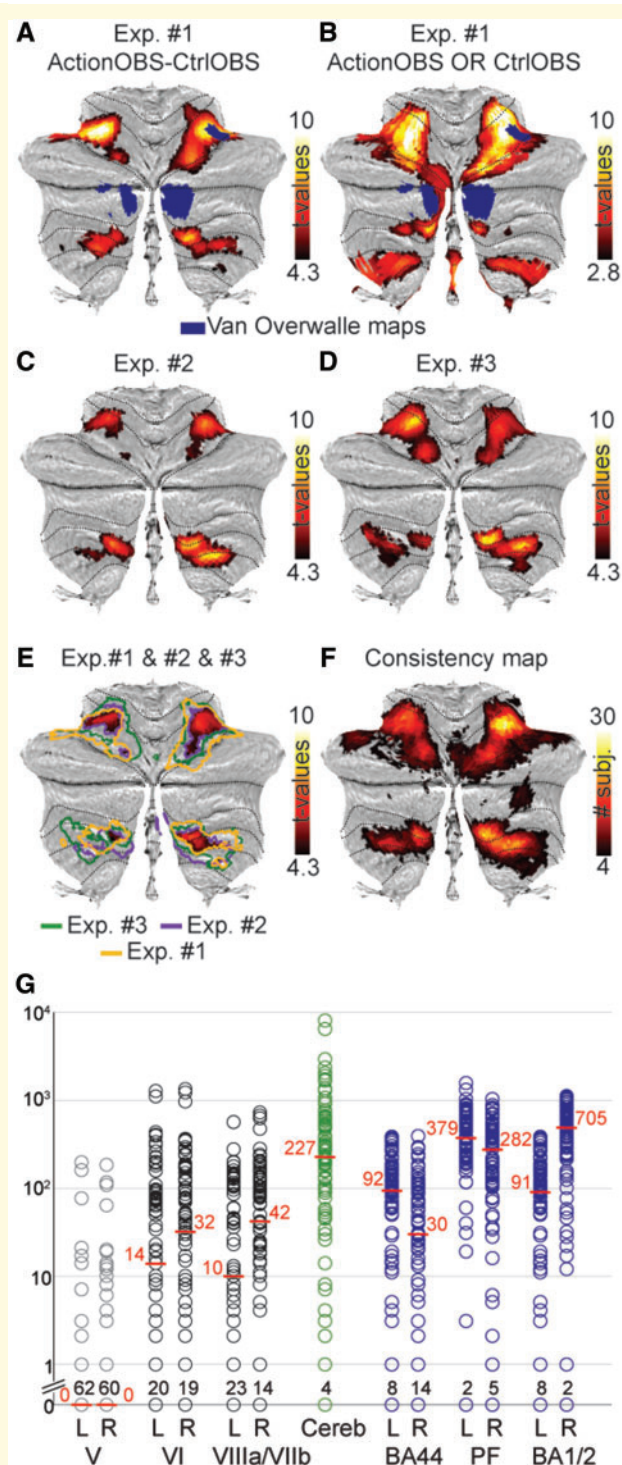 A
Exp. #1
ActionOBS-CtrlOBS
10
t-values
4.3
B
Exp. #1
ActionOBS OR CtrlOBS
10
t-values
2.8
Van Overwalle maps
C
Exp. #2
10
t-values
4.3
D
Exp. #3
10
t-values
4.3
E
Exp.#1 & #2 & #3
10
t-values
4.3
Exp. #3 Exp. #2
Exp. #1
F
Consistency map
30
# subj.
4
G
10⁴
10³
10²
10
1
0
0 0 14 32 10 42 227 92 30 379 282 91 705
62 60 20 19 23 14 4 8 14 2 5 8 2
L R L R L R Cereb L R L R L R
V VI VIIIa/VIIb BA44 PF BA1/2